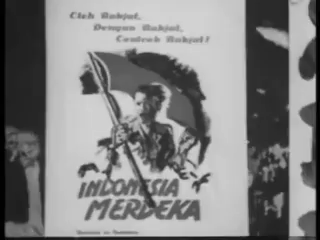 Oleh Rakjat,
Dengan Rakjat,
Oentoek Rakjat!
INDONESIA
MERDEKA